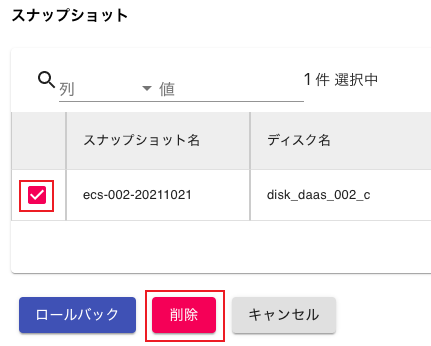 スナップショット
列 値 1 件 選択中
スナップショット名 ディスク名
ecs-002-20211021 disk_daas_002_c
ロールバック 削除 キャンセル